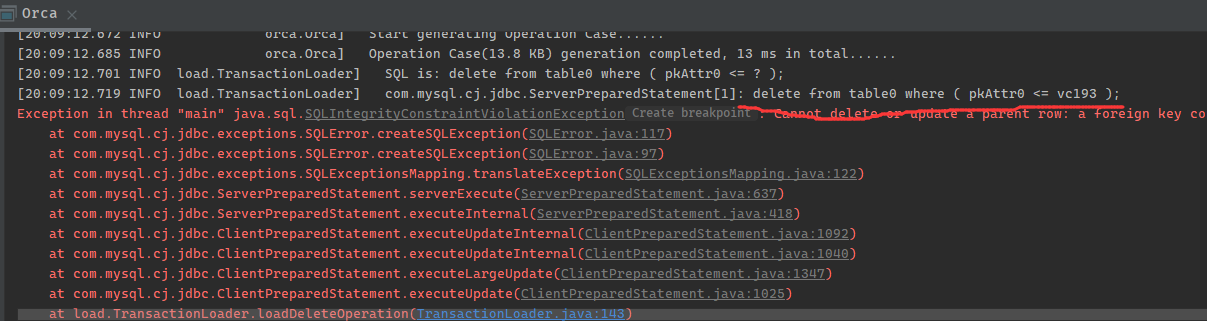 Orca
[20:09:12.672 INFO orca.Orca] Start generating Operation Case......
[20:09:12.685 INFO orca.Orca] Operation Case(13.8 KB) generation completed, 13 ms in total......
[20:09:12.701 INFO load.TransactionLoader] SQL is: delete from table0 where ( pkAttr0 <= ? );
[20:09:12.719 INFO load.TransactionLoader] com.mysql.cj.jdbc.ServerPreparedStatement[1]: delete from table0 where ( pkAttr0 <= vc193 );
Exception in thread "main" java.sql.SQLIntegrityConstraintViolationException Create breakpoint : Cannot delete or update a parent row: a foreign key co
at com.mysql.cj.jdbc.exceptions.SQLError.createSQLException(SQLError.java:117)
at com.mysql.cj.jdbc.exceptions.SQLError.createSQLException(SQLError.java:97)
at com.mysql.cj.jdbc.exceptions.SQLExceptionsMapping.translateException(SQLExceptionsMapping.java:122)
at com.mysql.cj.jdbc.ServerPreparedStatement.serverExecute(ServerPreparedStatement.java:637)
at com.mysql.cj.jdbc.ServerPreparedStatement.executeInternal(ServerPreparedStatement.java:418)
at com.mysql.cj.jdbc.ClientPreparedStatement.executeUpdateInternal(ClientPreparedStatement.java:1092)
at com.mysql.cj.jdbc.ClientPreparedStatement.executeUpdateInternal(ClientPreparedStatement.java:1040)
at com.mysql.cj.jdbc.ClientPreparedStatement.executeLargeUpdate(ClientPreparedStatement.java:1347)
at com.mysql.cj.jdbc.ClientPreparedStatement.executeUpdate(ClientPreparedStatement.java:1025)
at load.TransactionLoader.loadDeleteOperation(TransactionLoader.java:143)